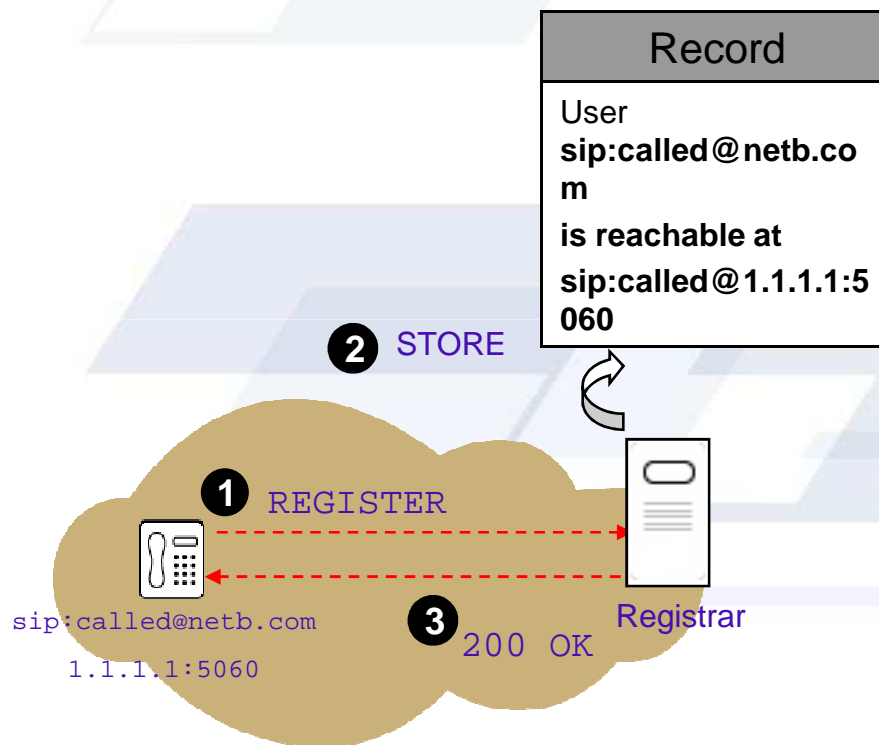 Record
User
sip:called@netb.co
m
is reachable at
sip:called@1.1.1.1:5
060
2 STORE
1 REGISTER
sip:called@netb.com
1.1.1.1:5060
3 200 OK
Registrar